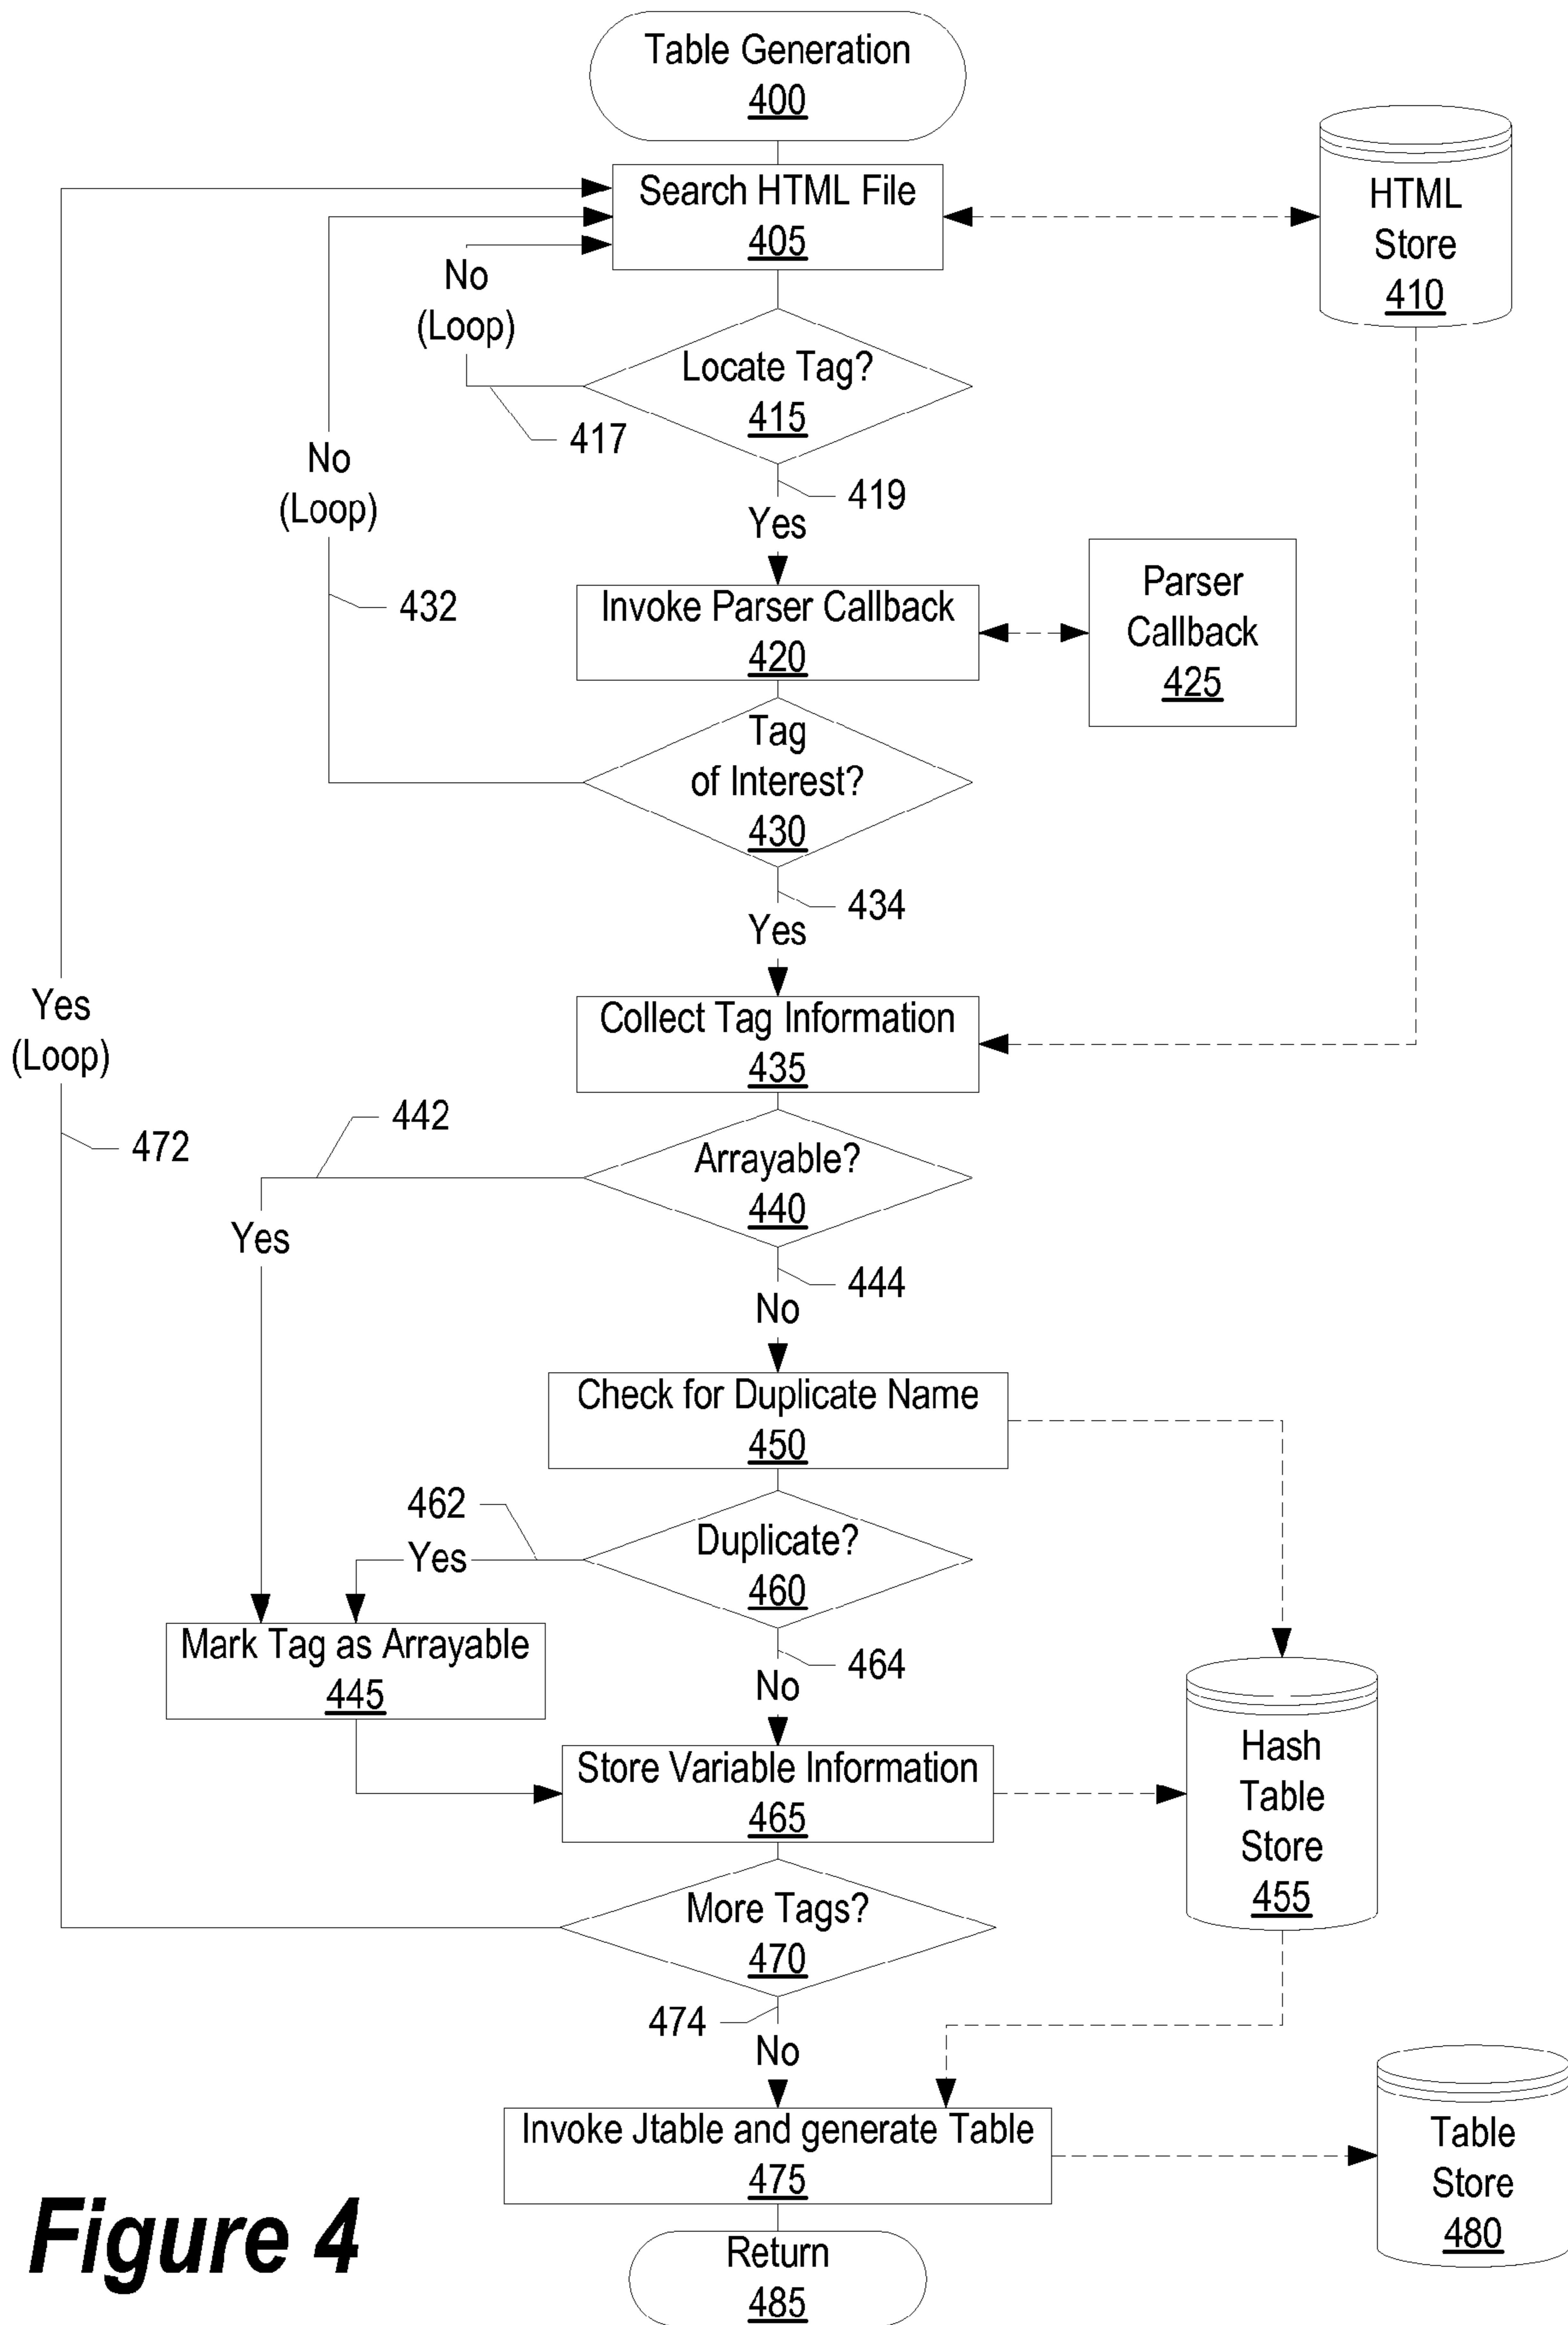 Table Generation
400
Search HTML File
405
HTML
Store
410
No
(Loop)
Locate Tag?
415
417
419
Yes
No
(Loop)
432
Invoke Parser Callback
420
Parser
Callback
425
Tag
of Interest?
430
434
Yes
Collect Tag Information
435
Yes
(Loop)
472
442
Arrayable?
440
Yes
444
No
Check for Duplicate Name
450
462
Yes
Duplicate?
460
464
No
Mark Tag as Arrayable
445
Store Variable Information
465
Hash
Table
Store
455
More Tags?
470
474
No
Invoke Jtable and generate Table
475
Table
Store
480
Return
485
Figure 4